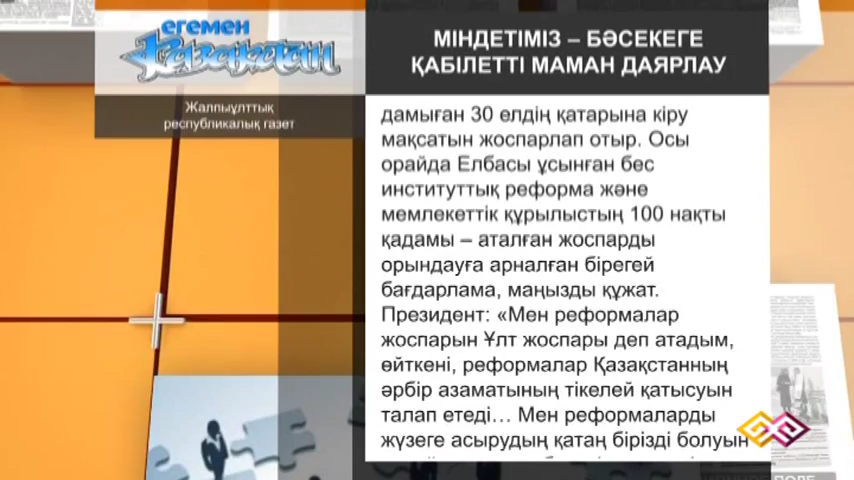 егемен
Қазақстан
Жалпыұлттық
республикалық газет
МІНДЕТІМІЗ – БӘСЕКЕГЕ
ҚАБІЛЕТТІ МАМАН ДАЯРЛАУ
дамыған 30 елдің қатарына кіру
мақсатын жоспарлап отыр. Осы
орайда Елбасы ұсынған бес
институттық реформа және
мемлекеттік құрылыстың 100 нақты
қадамы – аталған жоспарды
орындауға арналған бірегей
бағдарлама, маңызды құжат.
Президент: «Мен реформалар
жоспарын Ұлт жоспары деп атадым,
өйткені, реформалар Қазақстанның
әрбір азаматының тікелей қатысуын
талап етеді... Мен реформаларды
жүзеге асырудың қатаң бірізді болуын